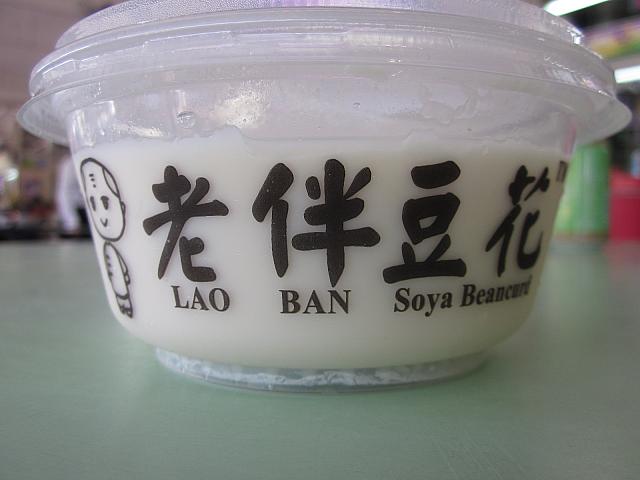 老伴豆花
LAO BAN Soya Beancurd